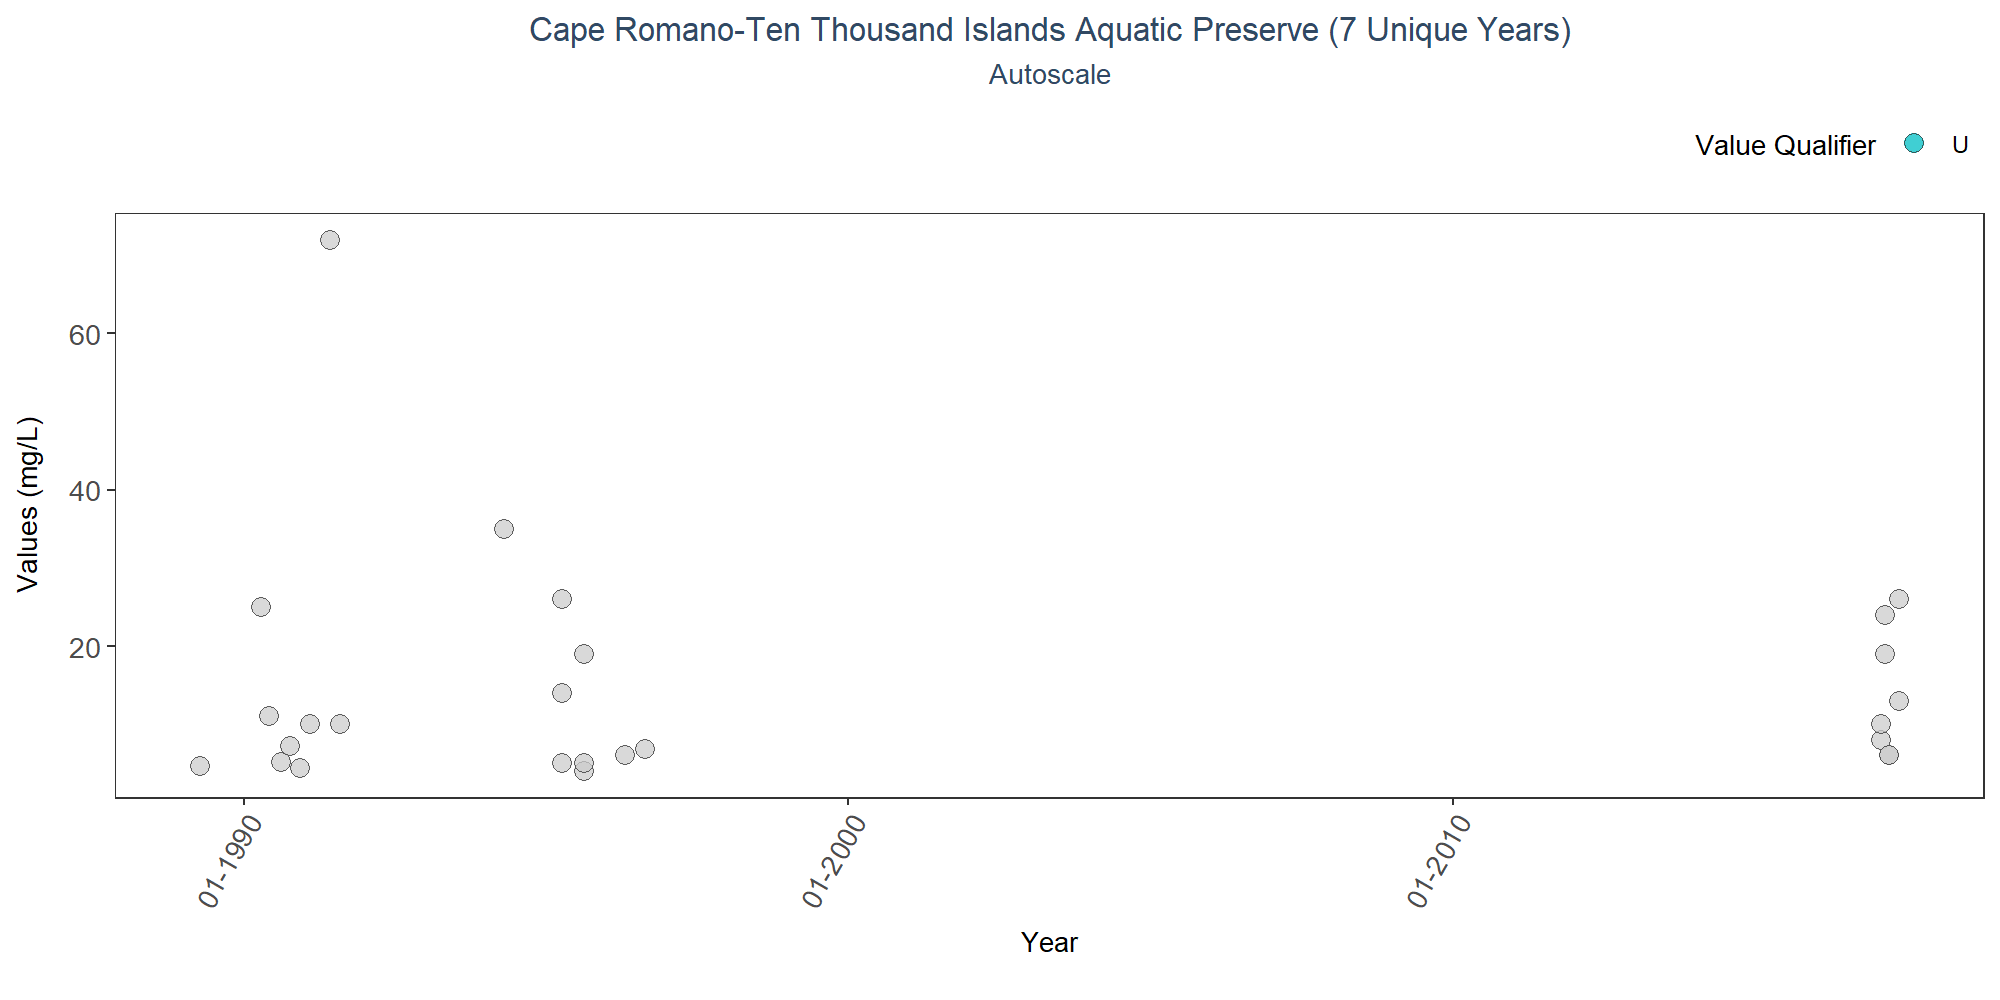 Cape Romano-Ten Thousand Islands Aquatic Preserve (7 Unique Years)
Autoscale
Value Qualifier U
Values (mg/L)
60
40
20
01-1990
01-2000
01-2010
Year